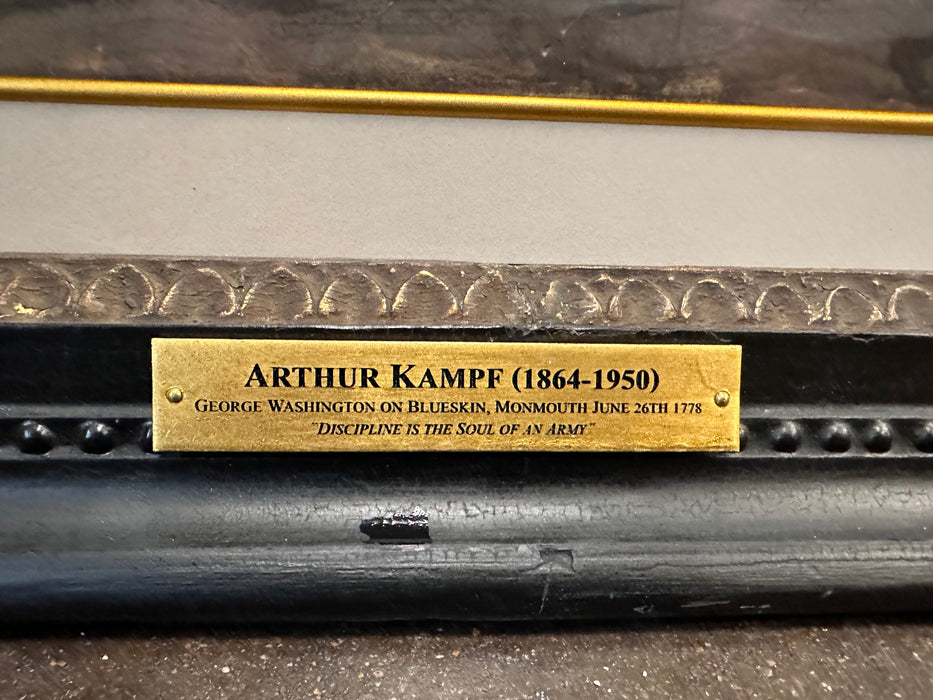 ARTHUR KAMPF (1864-1950)
GEORGE WASHINGTON ON BLUESKIN, MONMOUTH JUNE 26TH 1778
"DISCIPLINE IS THE SOUL OF AN ARMY"